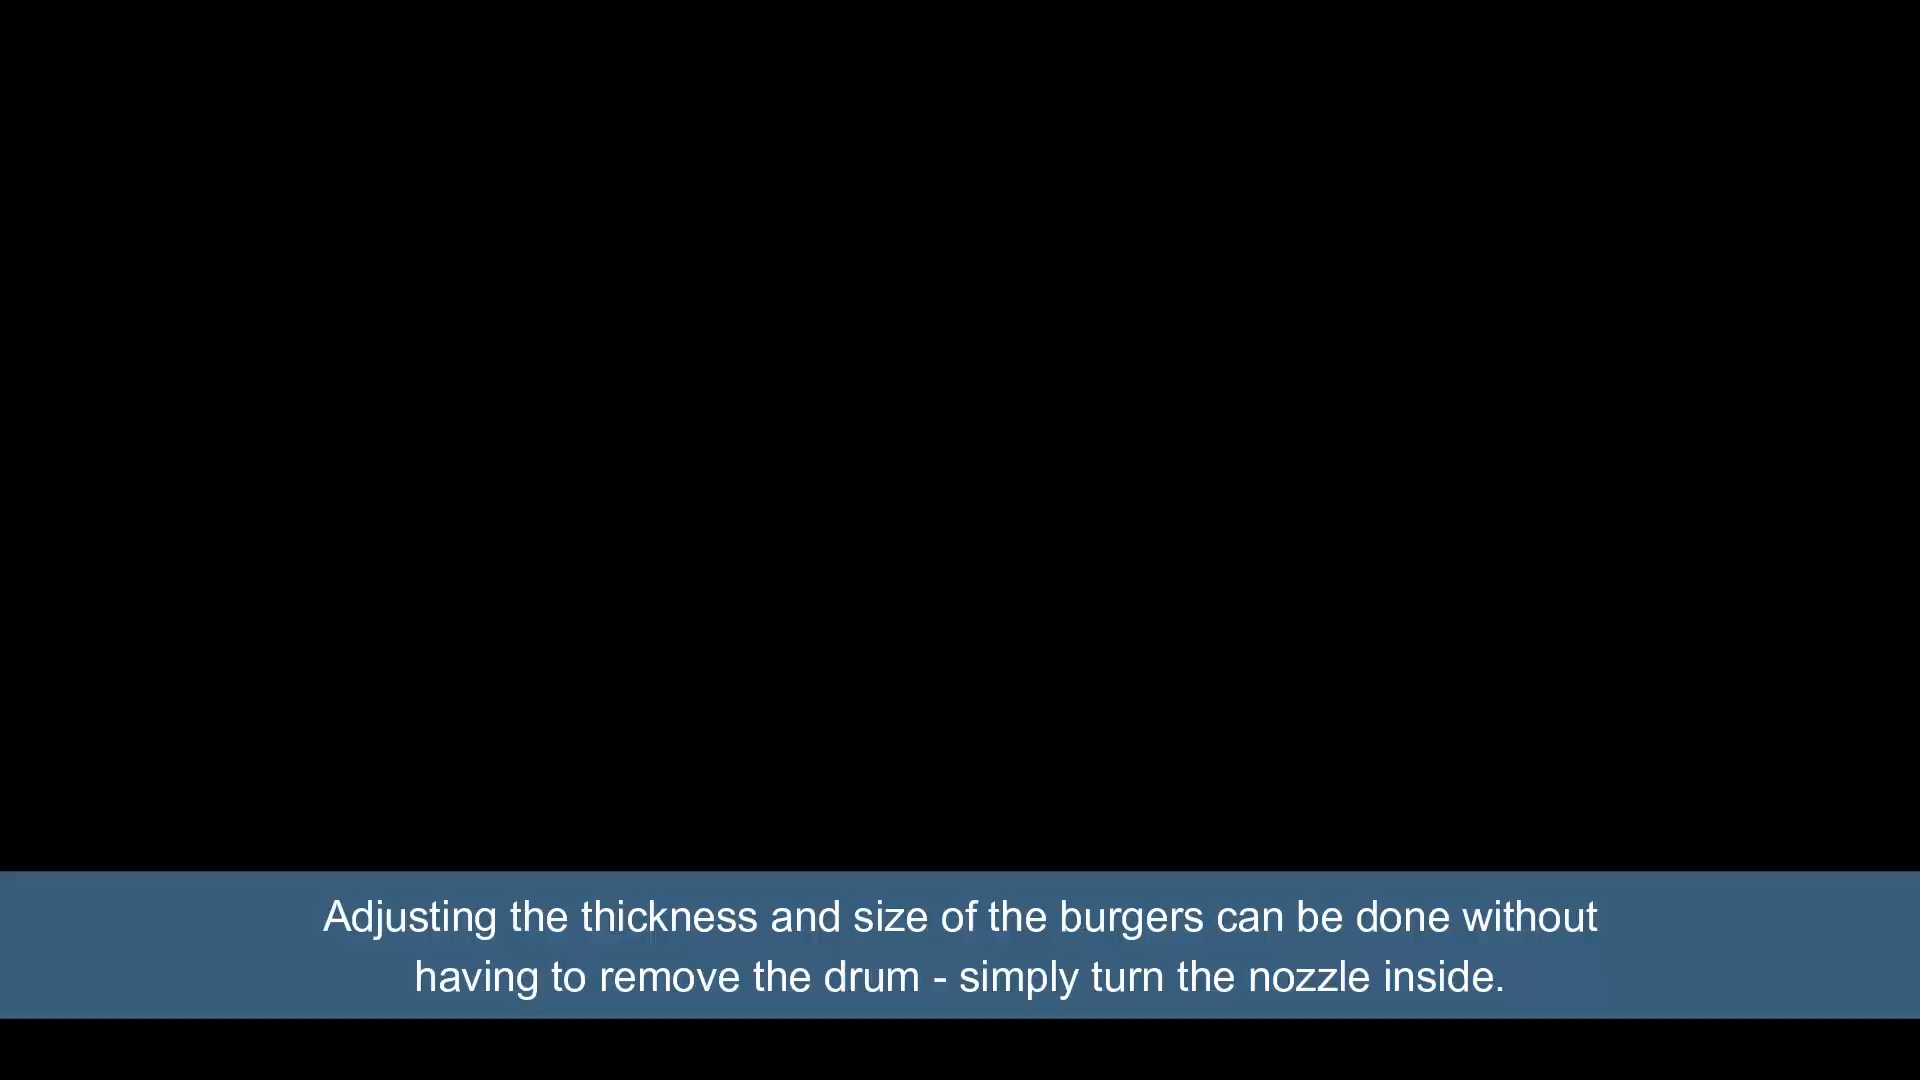 Adjusting the thickness and size of the burgers can be done without
having to remove the drum - simply turn the nozzle inside.